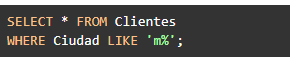 SELECT * FROM Clientes
WHERE Ciudad LIKE 'm%';